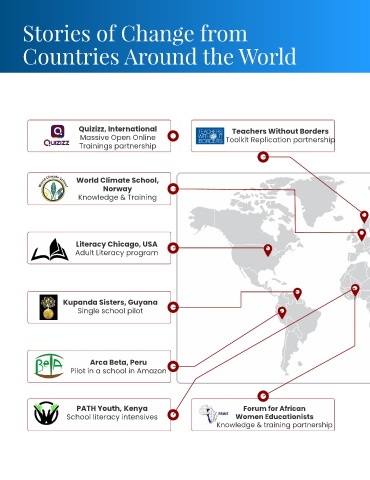 Stories of Change from
Countries Around the World
Quizizz, International
Massive Open Online
Trainings partnership
Quizizz
Teachers Without Borders
Toolkit Replication partnership
TEACHERS
WITHOUT
BORDERS
World Climate School,
Norway
Knowledge & Training
Literacy Chicago, USA
Adult Literacy program
Kupanda Sisters, Guyana
Single school pilot
Arca Beta, Peru
Pilot in a school in Amazon
BeTA
PATH Youth, Kenya
School literacy intensives
Forum for African
Women Educationists
Knowledge & training partnership